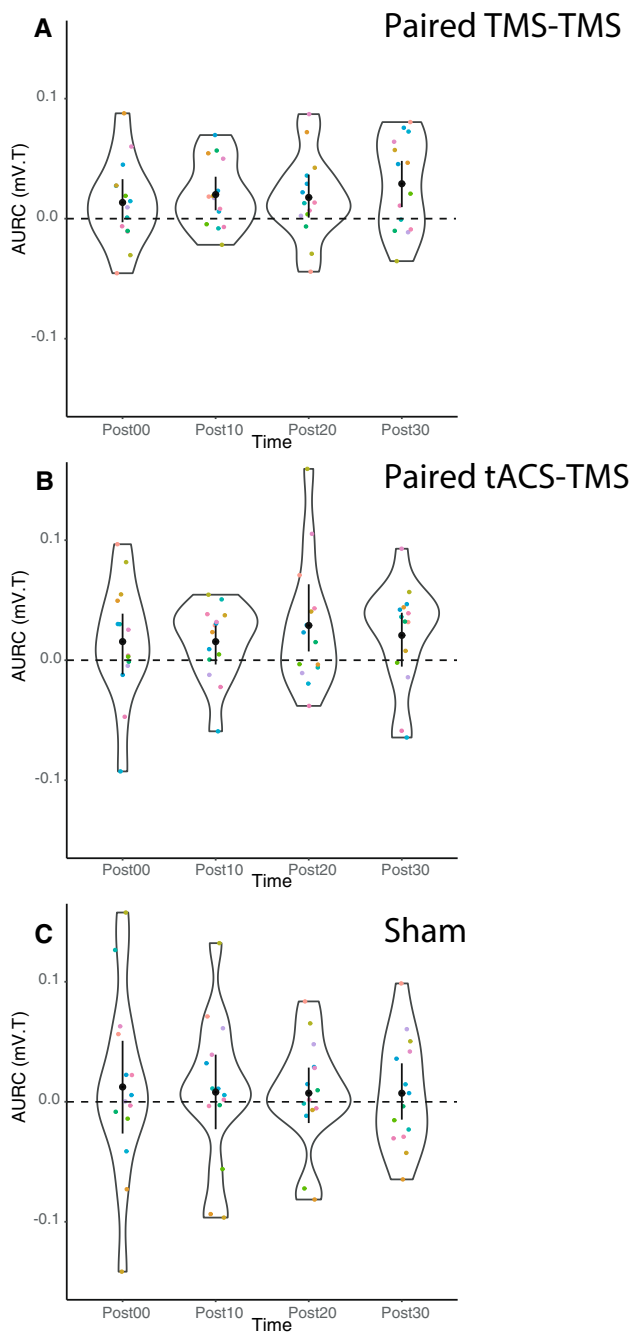 A
Paired TMS-TMS
0.1
0.0
-0.1
AURC (mV.T)
Post00 Post10 Post20 Post30
Time
B
Paired tACS-TMS
0.1
0.0
-0.1
AURC (mV.T)
Post00 Post10 Post20 Post30
Time
C
Sham
0.1
0.0
-0.1
AURC (mV.T)
Post00 Post10 Post20 Post30
Time